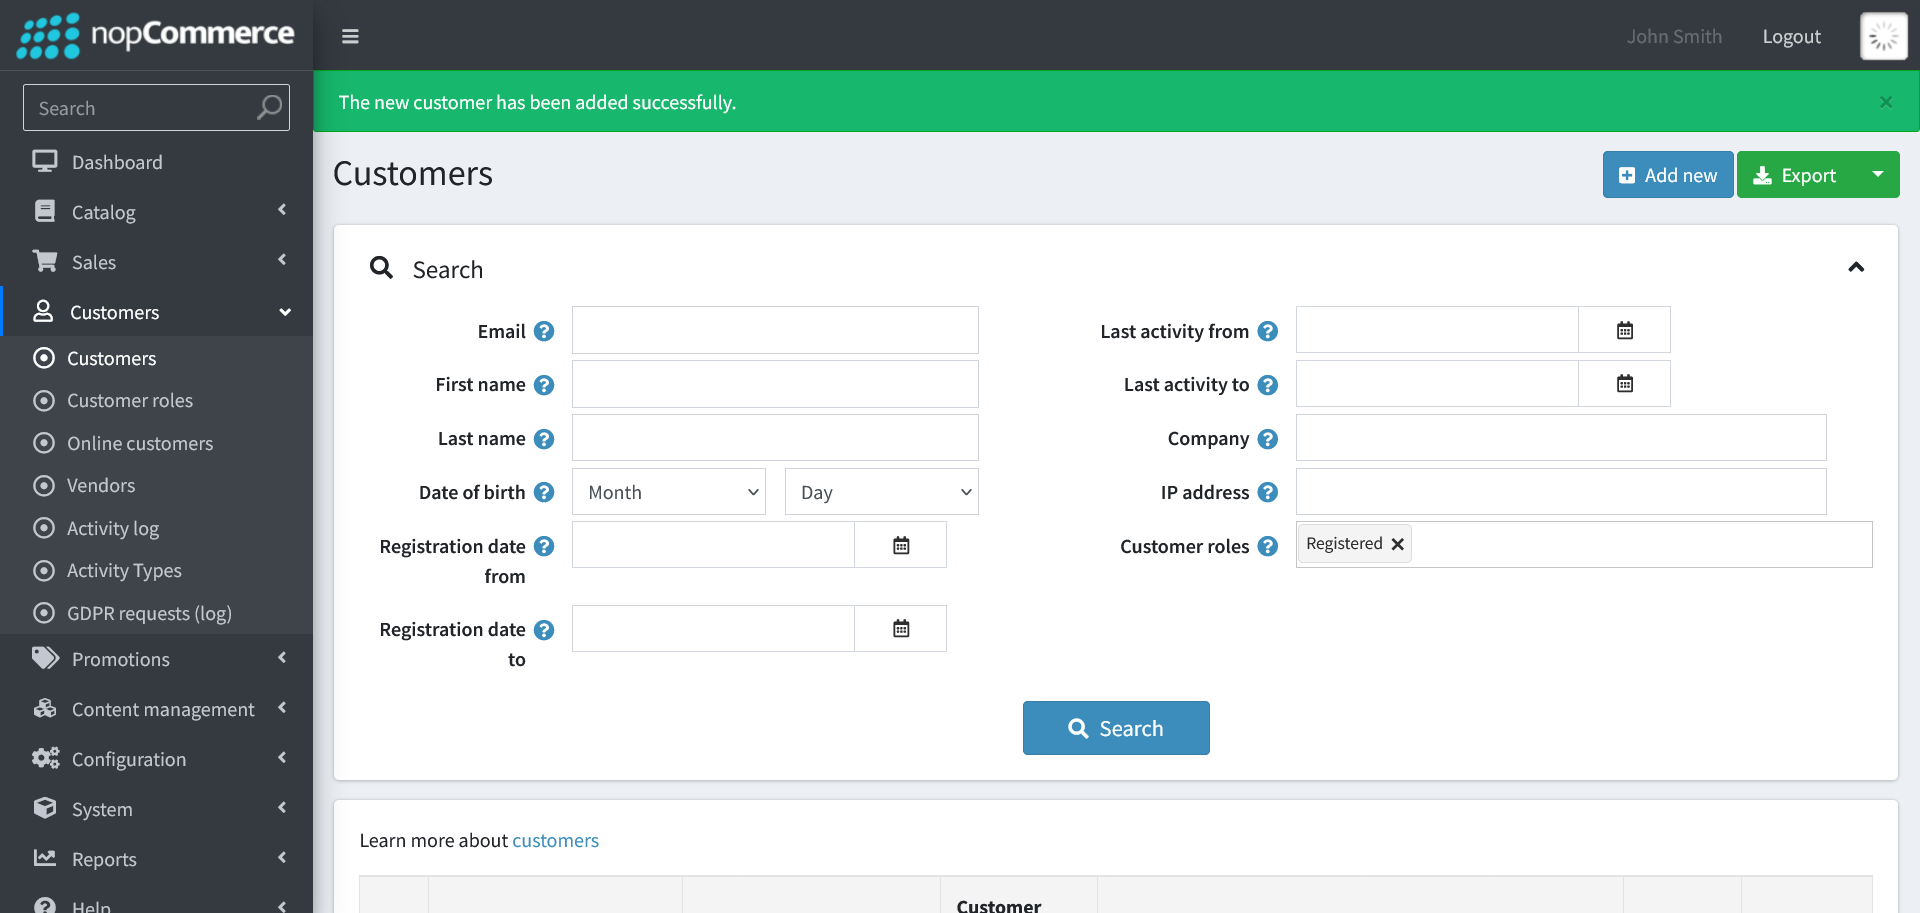 nopCommerce
John Smith
Logout
Search
The new customer has been added successfully.
Dashboard
Catalog
Sales
Customers
Customers
Customer roles
Online customers
Vendors
Activity log
Activity Types
GDPR requests (log)
Promotions
Content management
Configuration
System
Reports
Help
Customers
Add new
Export
Search
Email
Last activity from
First name
Last activity to
Last name
Company
Date of birth
Month
Day
IP address
Registration date
from
Customer roles
Registered
Registration date
to
Search
Learn more about customers
Customer